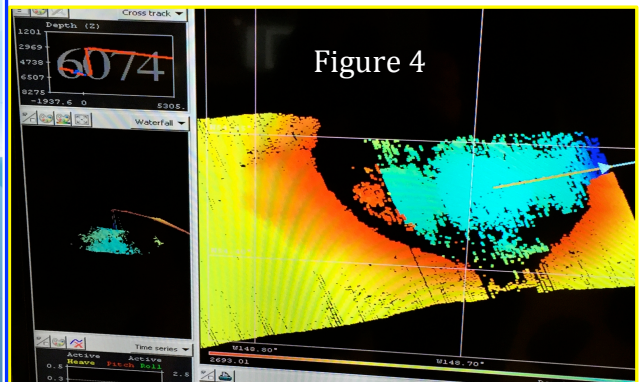 Cross track
Depth (Z)
1201
2969
4738
6507
8275
6074
-1937.6 0 5305.
Figure 4
Waterfall
Time series
Active Active
Heave Pitch Roll
0.5 2.5
0.3
W148.80° W148.70°
2693.01